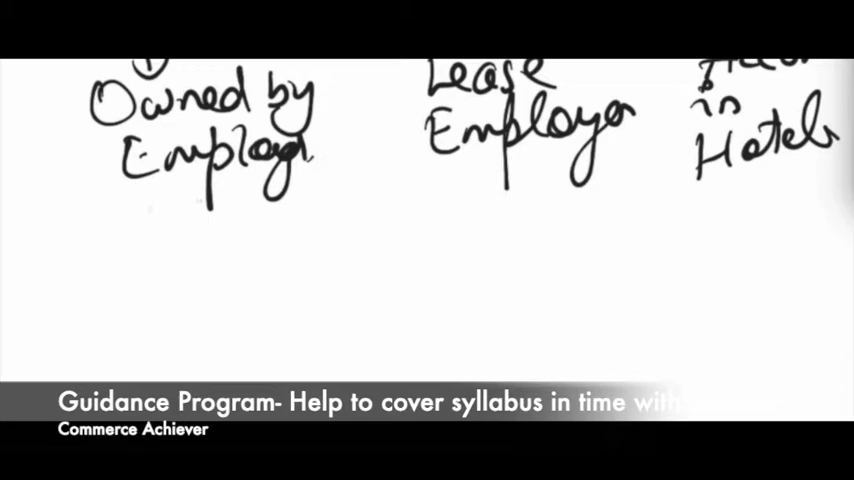 Owned by
Employer
Lease
Employer
in
Hotels
Guidance Program- Help to cover syllabus in time with
Commerce Achiever